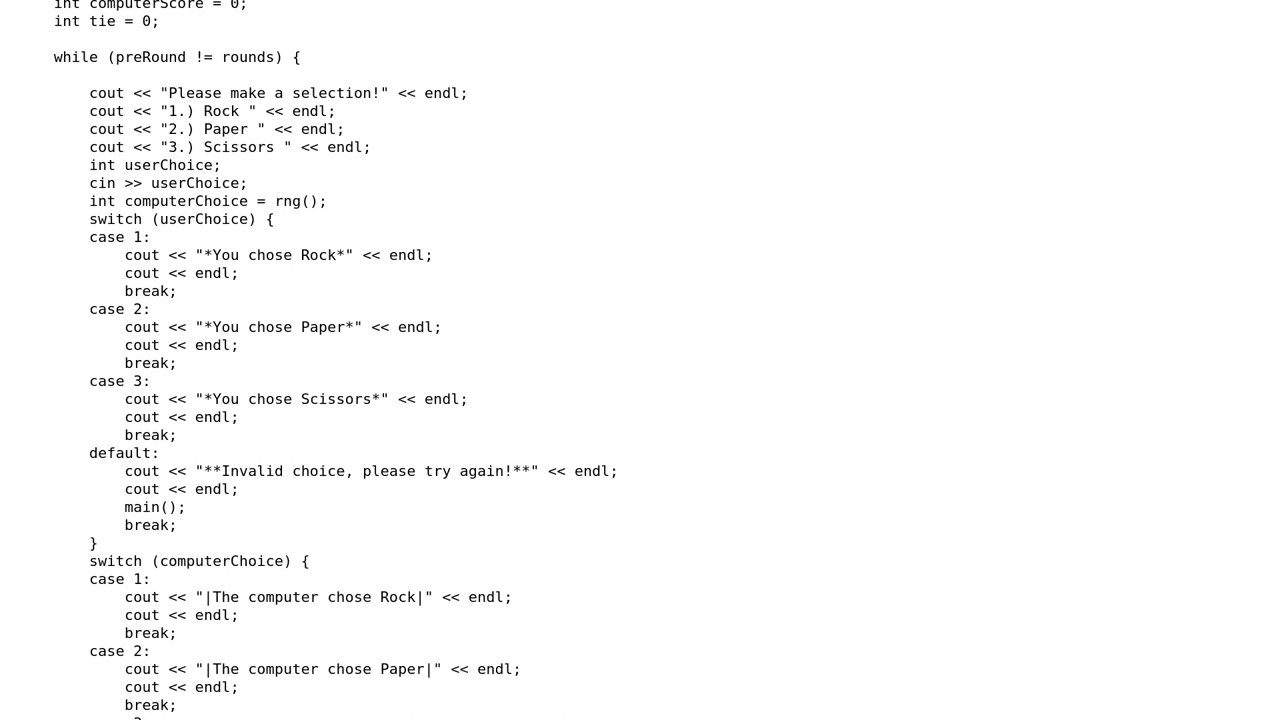 int computerScore = 0;
int tie = 0;
while (preRound != rounds) {
cout << "Please make a selection!" << endl;
cout << "1.) Rock " << endl;
cout << "2.) Paper " << endl;
cout << "3.) Scissors " << endl;
int userChoice;
cin >> userChoice;
int computerChoice = rng();
switch (userChoice) {
case 1:
cout << "*You chose Rock*" << endl;
cout << endl;
break;
case 2:
cout << "*You chose Paper*" << endl;
cout << endl;
break;
case 3:
cout << "*You chose Scissors*" << endl;
cout << endl;
break;
default:
cout << "**Invalid choice, please try again!**" << endl;
cout << endl;
main();
break;
}
switch (computerChoice) {
case 1:
cout << "|The computer chose Rock|" << endl;
cout << endl;
break;
case 2:
cout << "|The computer chose Paper|" << endl;
cout << endl;
break;